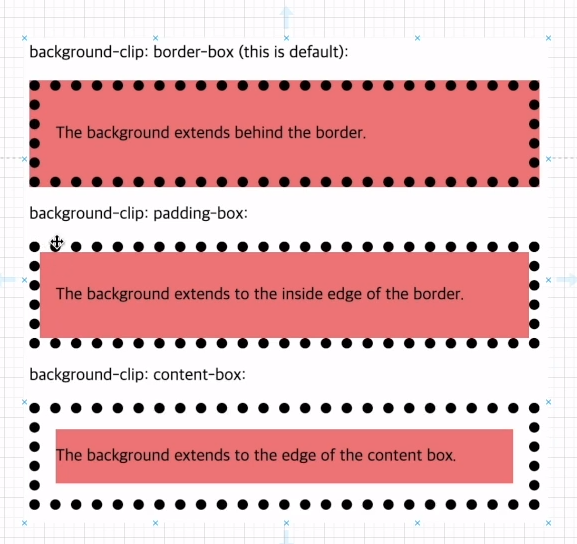 background-clip: border-box (this is default):
The background extends behind the border.
background-clip: padding-box:
The background extends to the inside edge of the border.
background-clip: content-box:
The background extends to the edge of the content box.